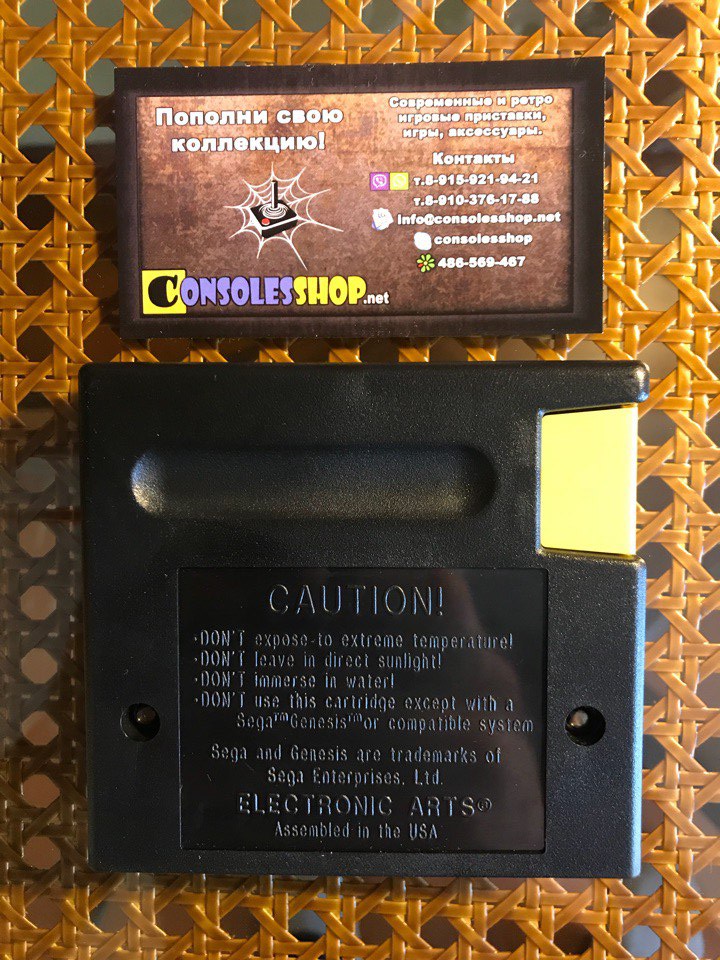 Пополни свою
коллекцию!
Современные и ретро
игровые приставки,
игры, аксессуары.
Контакты
т.8-915-921-94-21
т.8-910-376-17-88
info@consolesshop.net
consolesshop
486-569-467
CONSOLESSHOP.net
CAUTION!
•DON'T expose to extreme temperature!
•DON'T leave in direct sunlight!
•DON'T immerse in water!
•DON'T use this cartridge except with a
Sega™Genesis™or compatible system
Sega and Genesis are trademarks of
Sega Enterprises, Ltd.
ELECTRONIC ARTS®
Assembled in the USA